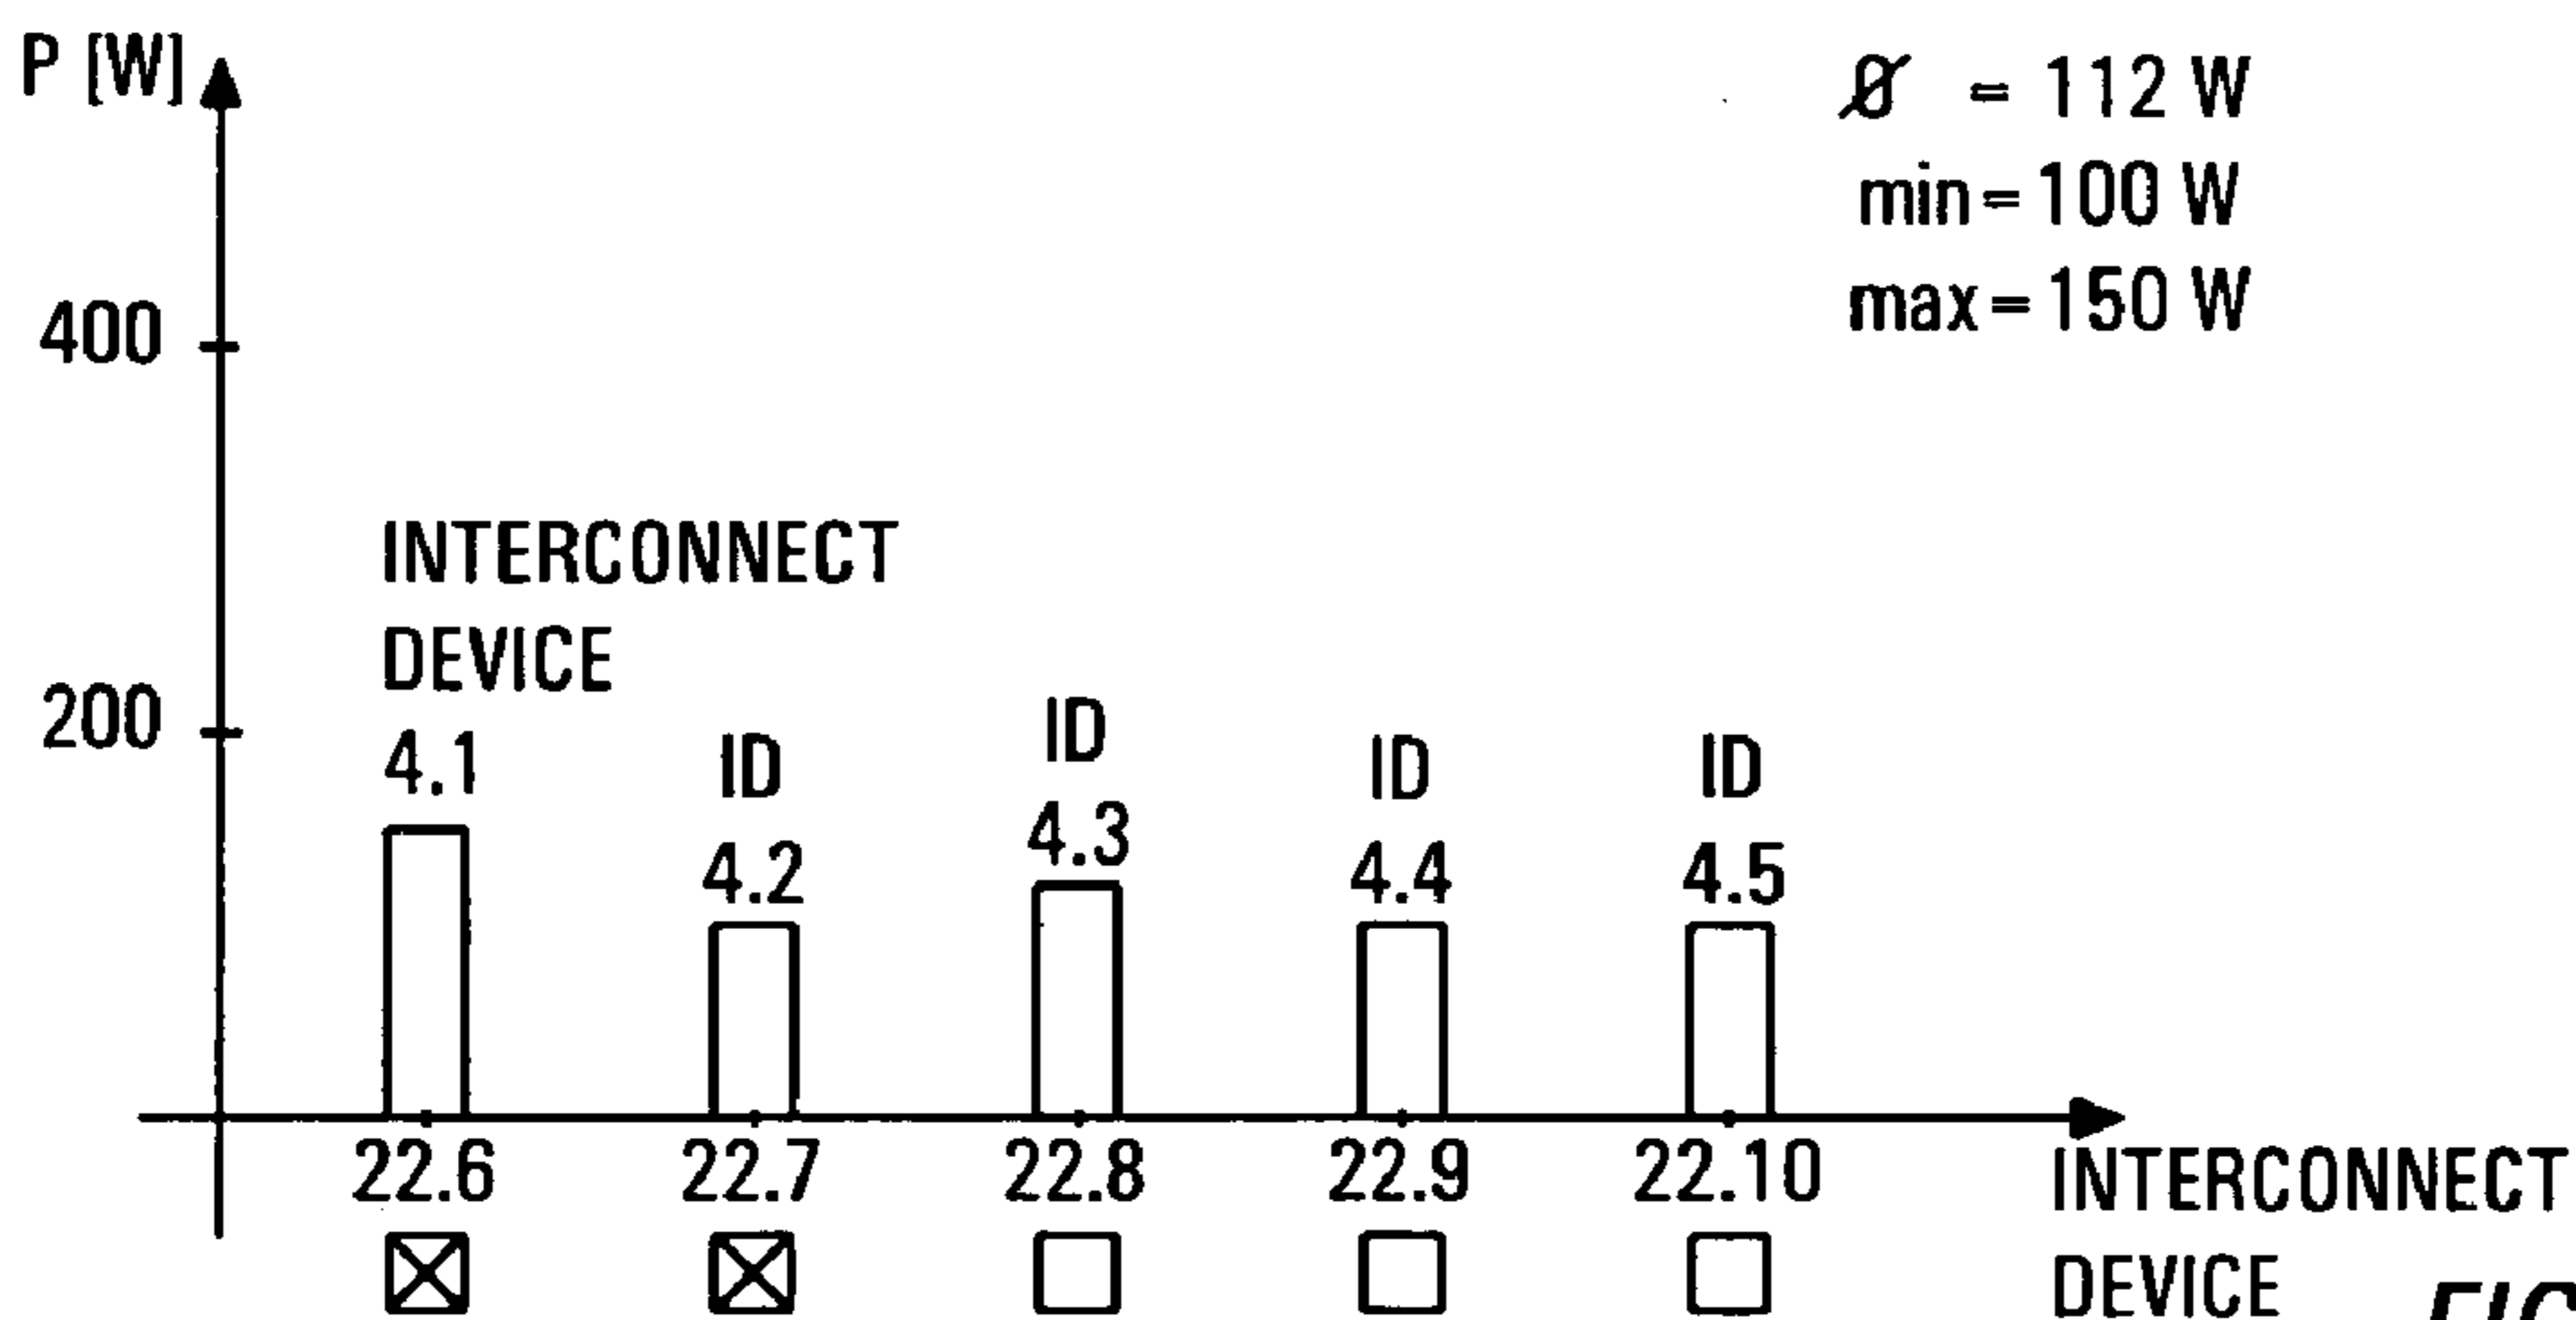 P [W]
Ø = 112 W
min = 100 W
max = 150 W
400
INTERCONNECT
DEVICE
200
4.1
ID
4.2
ID
4.3
ID
4.4
ID
4.5
22.6
22.7
22.8
22.9
22.10
INTERCONNECT
DEVICE